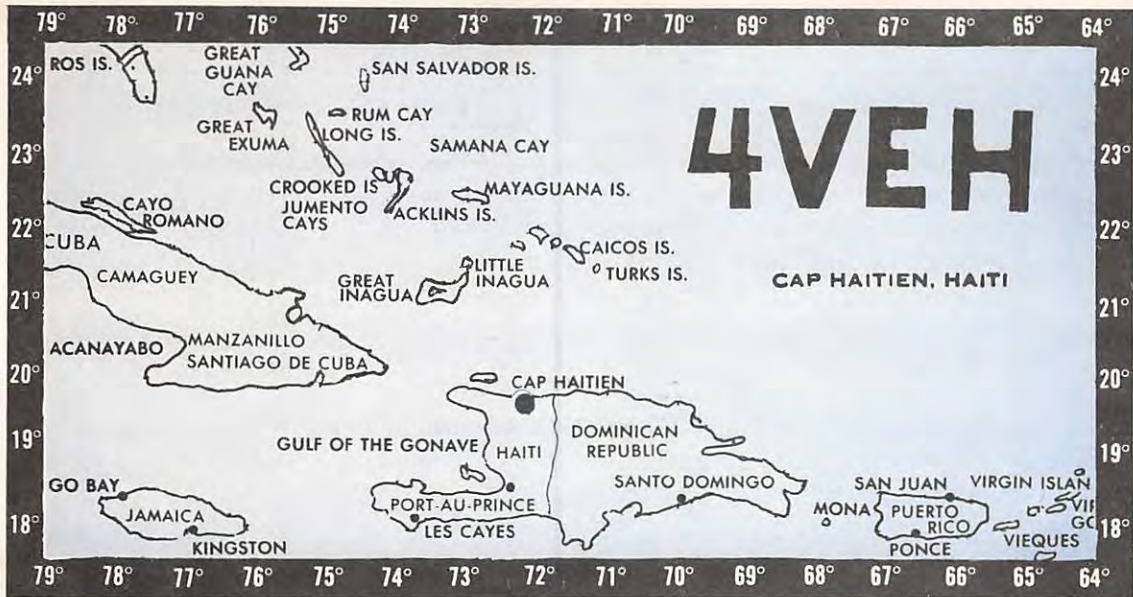 79° 78° 77° 76° 75° 74° 73° 72° 71° 70° 69° 68° 67° 66° 65° 64°
24° ROS IS. GREAT GUANA CAY SAN SALVADOR IS. 24°
GREAT EXUMA RUM CAY
LONG IS.
23° SAMANA CAY 23°
4VEH
CROOKED IS
JUMENTO CAYS
ACKLINS IS.
MAYAGUANA IS.
CAYO ROMANO
22° 22°
CUBA
CAICOS IS.
CAMAGUEY
LITTLE INAGUA
TURKS IS.
GREAT INAGUA
CAP HAITIEN, HAITI
21° 21°
ACANAYABO
MANZANILLO
SANTIAGO DE CUBA
20° 20°
CAP HAITIEN
19° GULF OF THE GONAVE HAITI DOMINICAN REPUBLIC 19°
GO BAY
PORT-AU-PRINCE
SANTO DOMINGO
SAN JUAN
VIRGIN ISLAN
JAMAICA
LES CAYES
MONA
PUERTO RICO
VIR
GO
18° 18°
KINGSTON
PONCE
VIEQUES
79° 78° 77° 76° 75° 74° 73° 72° 71° 70° 69° 68° 67° 66° 65° 64°